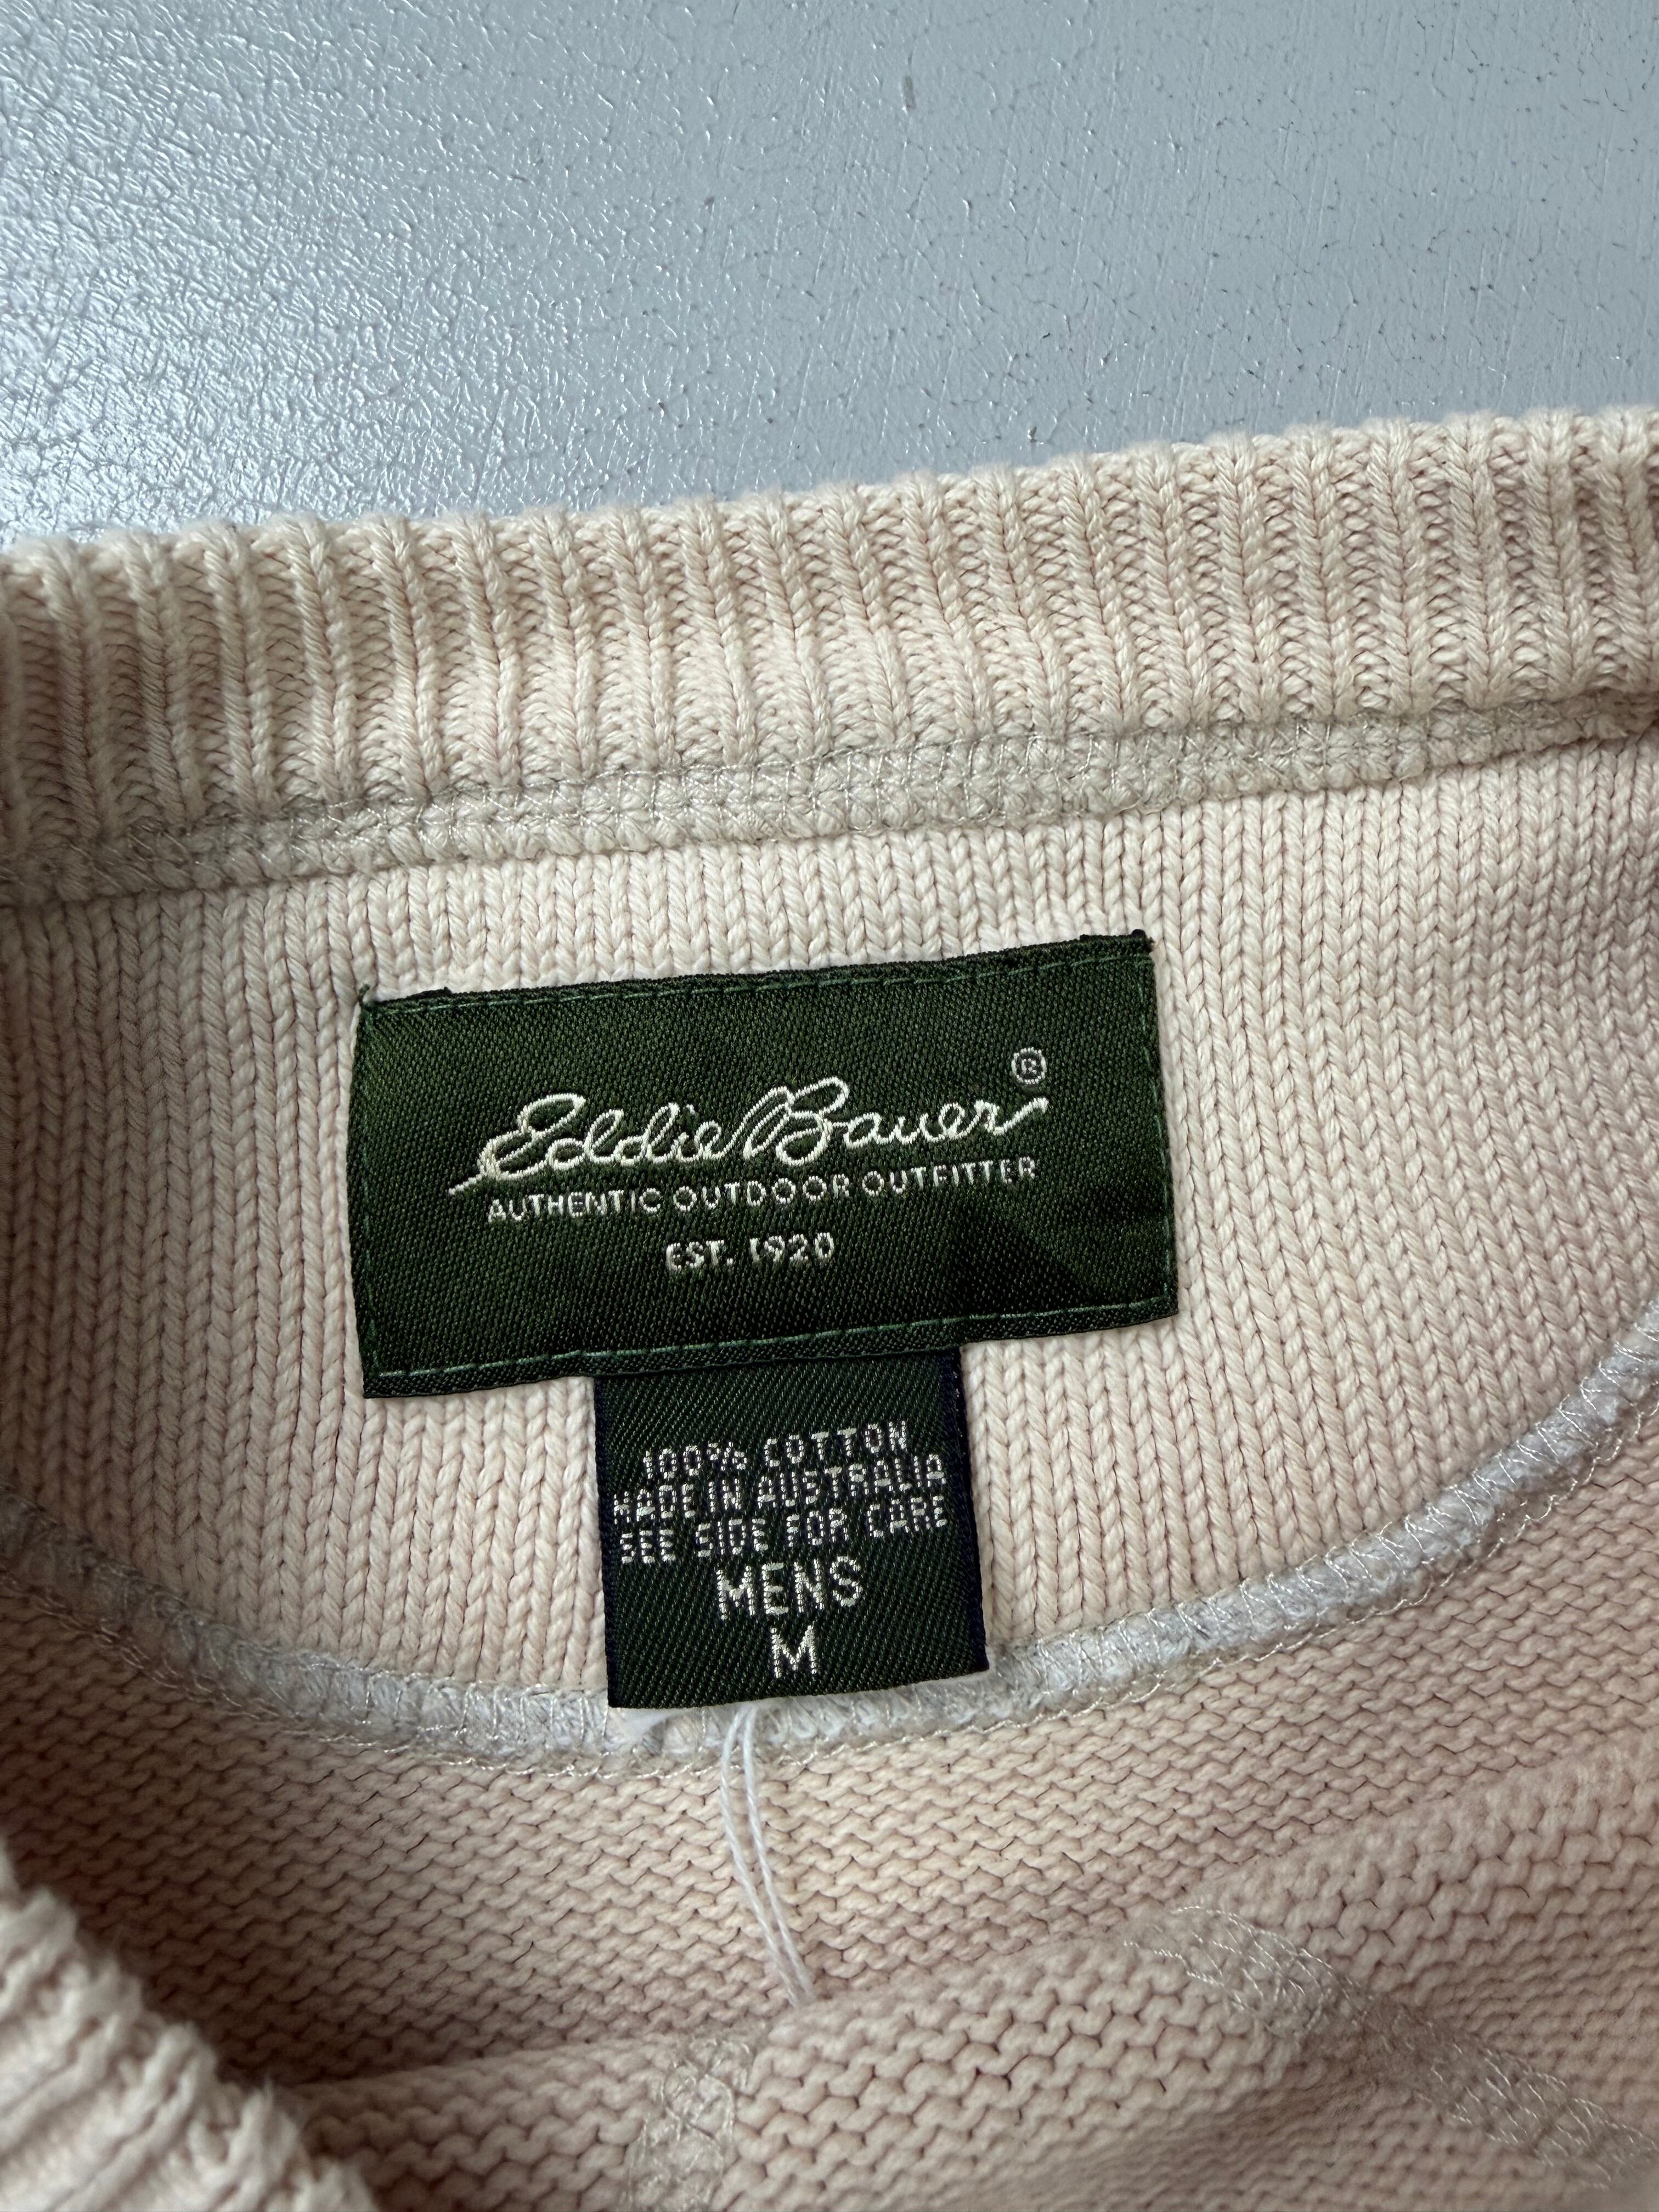 Eddie Bauer®
AUTHENTIC OUTDOOR OUTFITTER
EST. 1920
100% COTTON
MADE IN AUSTRALIA
SEE SIDE FOR CARE
MENS
M